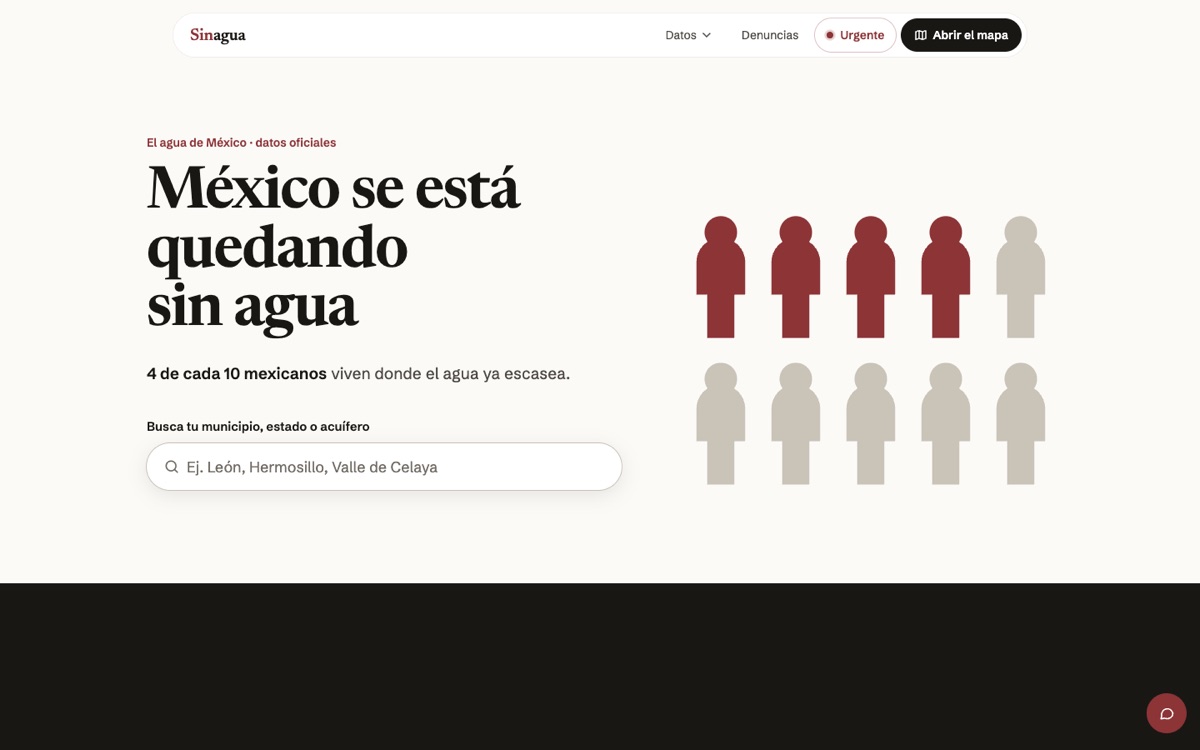 Sinagua
Datos
Denuncias
Urgente
Abrir el mapa
El agua de México · datos oficiales
México se está
quedando
sin agua
4 de cada 10 mexicanos viven donde el agua ya escasea.
Busca tu municipio, estado o acuífero
Ej. León, Hermosillo, Valle de Celaya